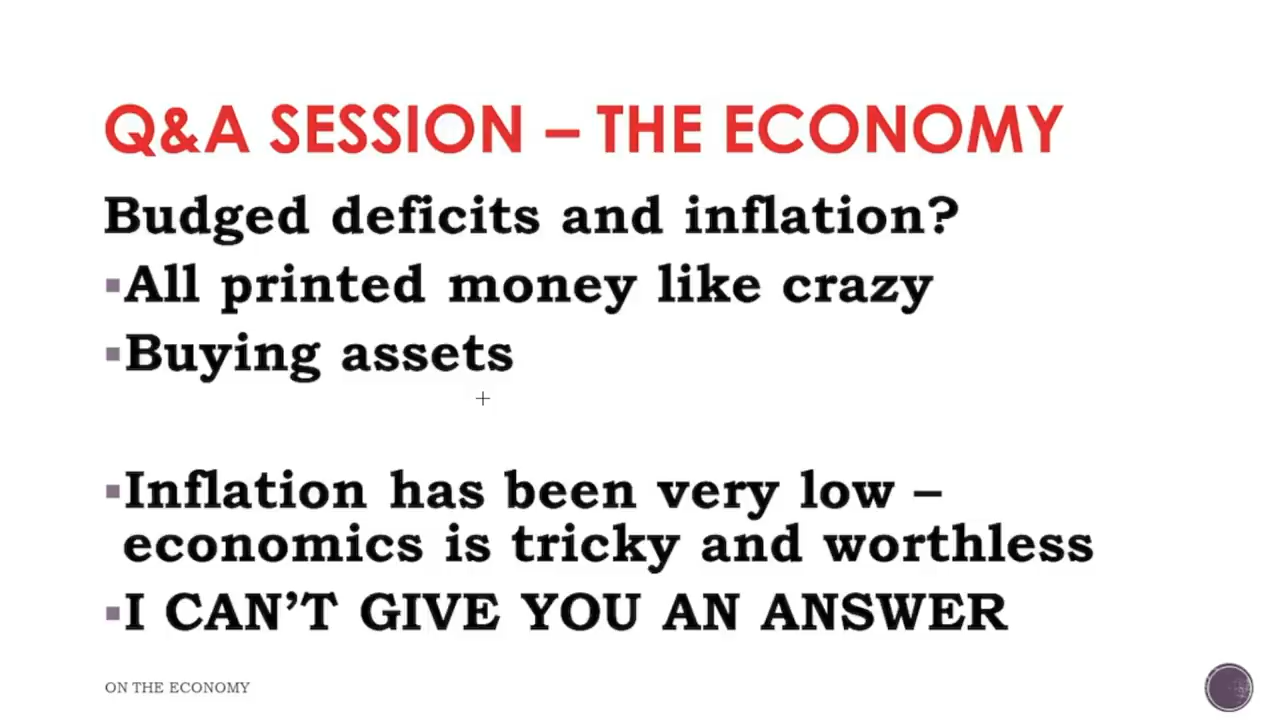 Q&A SESSION – THE ECONOMY
Budged deficits and inflation?
▪All printed money like crazy
▪Buying assets
▪Inflation has been very low –
economics is tricky and worthless
▪I CAN’T GIVE YOU AN ANSWER
ON THE ECONOMY